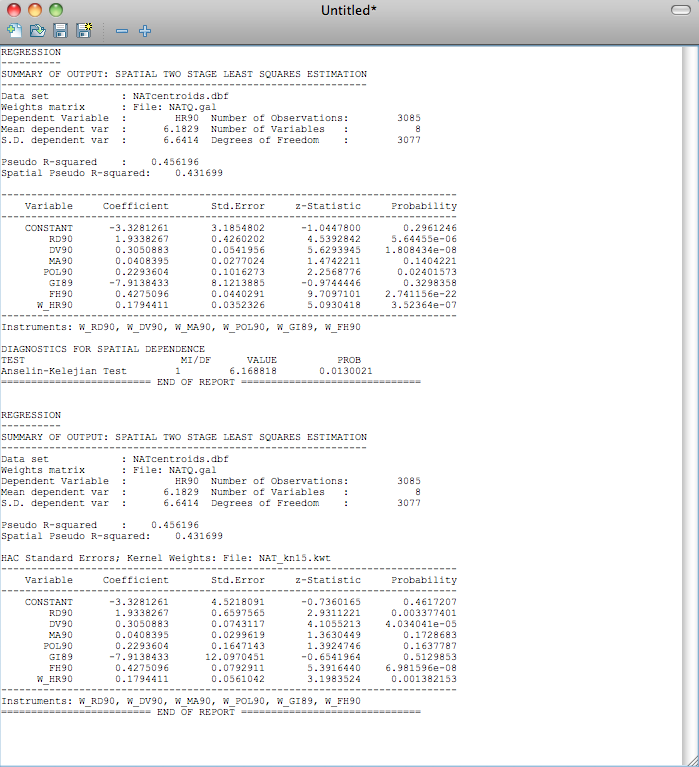 Untitled*
REGRESSION
----------
SUMMARY OF OUTPUT: SPATIAL TWO STAGE LEAST SQUARES ESTIMATION
-------------------------------------------------------------
Data set            : NATcentroids.dbf
Weights matrix      : File: NATQ.gal
Dependent Variable  :        HR90  Number of Observations:        3085
Mean dependent var  :      6.1829  Number of Variables   :           8
S.D. dependent var  :      6.6414  Degrees of Freedom    :        3077
Pseudo R-squared    :    0.456196
Spatial Pseudo R-squared:    0.431699
----------------------------------------------------------------------------
    Variable     Coefficient       Std.Error     z-Statistic     Probability
----------------------------------------------------------------------------
    CONSTANT      -3.3281261       3.1854802      -1.0447800       0.2961246
        RD90       1.9338267       0.4260202       4.5392842     5.64455e-06
        DV90       0.3050883       0.0541956       5.6293945    1.808434e-08
        MA90       0.0408395       0.0277024       1.4742211       0.1404221
       POL90       0.2293604       0.1016273       2.2568776      0.02401573
        GI89      -7.9138433       8.1213885      -0.9744446       0.3298358
        FH90       0.4275096       0.0440291       9.7097101    2.741156e-22
      W_HR90       0.1794411       0.0352326       5.0930418     3.52364e-07
----------------------------------------------------------------------------
Instruments: W_RD90, W_DV90, W_MA90, W_POL90, W_GI89, W_FH90
DIAGNOSTICS FOR SPATIAL DEPENDENCE
TEST                          MI/DF      VALUE          PROB
Anselin-Kelejian Test        1        6.168818       0.0130021
========================= END OF REPORT ==============================
REGRESSION
----------
SUMMARY OF OUTPUT: SPATIAL TWO STAGE LEAST SQUARES ESTIMATION
-------------------------------------------------------------
Data set            : NATcentroids.dbf
Weights matrix      : File: NATQ.gal
Dependent Variable  :        HR90  Number of Observations:        3085
Mean dependent var  :      6.1829  Number of Variables   :           8
S.D. dependent var  :      6.6414  Degrees of Freedom    :        3077
Pseudo R-squared    :    0.456196
Spatial Pseudo R-squared:    0.431699
HAC Standard Errors; Kernel Weights: File: NAT_kn15.kwt
----------------------------------------------------------------------------
    Variable     Coefficient       Std.Error     z-Statistic     Probability
----------------------------------------------------------------------------
    CONSTANT      -3.3281261       4.5218091      -0.7360165       0.4617207
        RD90       1.9338267       0.6597565       2.9311221     0.003377401
        DV90       0.3050883       0.0743117       4.1055213    4.034041e-05
        MA90       0.0408395       0.0299619       1.3630449       0.1728683
       POL90       0.2293604       0.1647143       1.3924746       0.1637787
        GI89      -7.9138433      12.0970451      -0.6541964       0.5129853
        FH90       0.4275096       0.0792911       5.3916440    6.981596e-08
      W_HR90       0.1794411       0.0561042       3.1983524     0.001382153
----------------------------------------------------------------------------
Instruments: W_RD90, W_DV90, W_MA90, W_POL90, W_GI89, W_FH90
========================= END OF REPORT ==============================